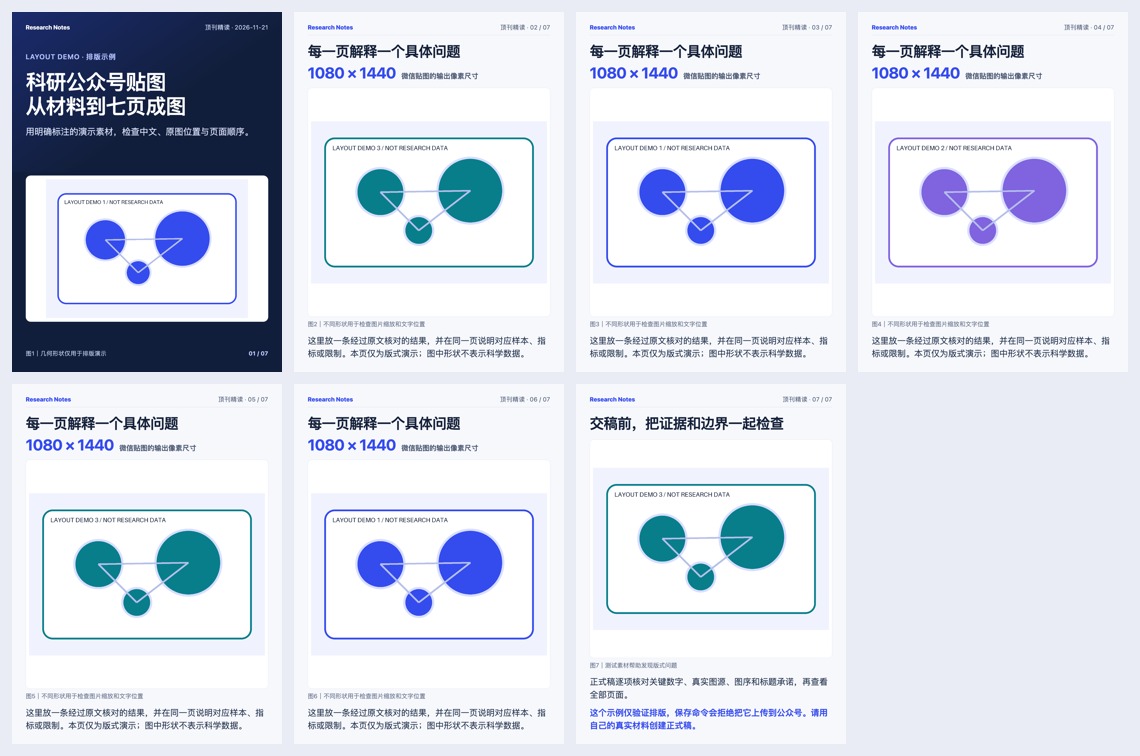 Research Notes
顶刊精读 · 2026-11-21
LAYOUT DEMO · 排版示例
科研公众号贴图
从材料到七页成图
用明确标注的演示素材，检查中文、原图位置与页面顺序。
LAYOUT DEMO 1 / NOT RESEARCH DATA
图1｜几何形状仅用于排版演示
01 / 07
Research Notes
顶刊精读 · 02 / 07
每一页解释一个具体问题
1080 × 1440 微信贴图的输出像素尺寸
LAYOUT DEMO 3 / NOT RESEARCH DATA
图2｜不同形状用于检查图片缩放和文字位置
这里放一条经过原文核对的结果，并在同一页说明对应样本、指
标或限制。本页仅为版式演示；图中形状不表示科学数据。
Research Notes
顶刊精读 · 03 / 07
每一页解释一个具体问题
1080 × 1440 微信贴图的输出像素尺寸
LAYOUT DEMO 1 / NOT RESEARCH DATA
图3｜不同形状用于检查图片缩放和文字位置
这里放一条经过原文核对的结果，并在同一页说明对应样本、指
标或限制。本页仅为版式演示；图中形状不表示科学数据。
Research Notes
顶刊精读 · 04 / 07
每一页解释一个具体问题
1080 × 1440 微信贴图的输出像素尺寸
LAYOUT DEMO 2 / NOT RESEARCH DATA
图4｜不同形状用于检查图片缩放和文字位置
这里放一条经过原文核对的结果，并在同一页说明对应样本、指
标或限制。本页仅为版式演示；图中形状不表示科学数据。
Research Notes
顶刊精读 · 05 / 07
每一页解释一个具体问题
1080 × 1440 微信贴图的输出像素尺寸
LAYOUT DEMO 3 / NOT RESEARCH DATA
图5｜不同形状用于检查图片缩放和文字位置
这里放一条经过原文核对的结果，并在同一页说明对应样本、指
标或限制。本页仅为版式演示；图中形状不表示科学数据。
Research Notes
顶刊精读 · 06 / 07
每一页解释一个具体问题
1080 × 1440 微信贴图的输出像素尺寸
LAYOUT DEMO 1 / NOT RESEARCH DATA
图6｜不同形状用于检查图片缩放和文字位置
这里放一条经过原文核对的结果，并在同一页说明对应样本、指
标或限制。本页仅为版式演示；图中形状不表示科学数据。
Research Notes
顶刊精读 · 07 / 07
交稿前，把证据和边界一起检查
LAYOUT DEMO 3 / NOT RESEARCH DATA
图7｜测试素材帮助发现版式问题
正式稿逐项核对关键数字、真实图源、图序和标题承诺，再查看
全部页面。
这个示例仅验证排版，保存命令会拒绝把它上传到公众号。请用
自己的真实材料创建正式稿。